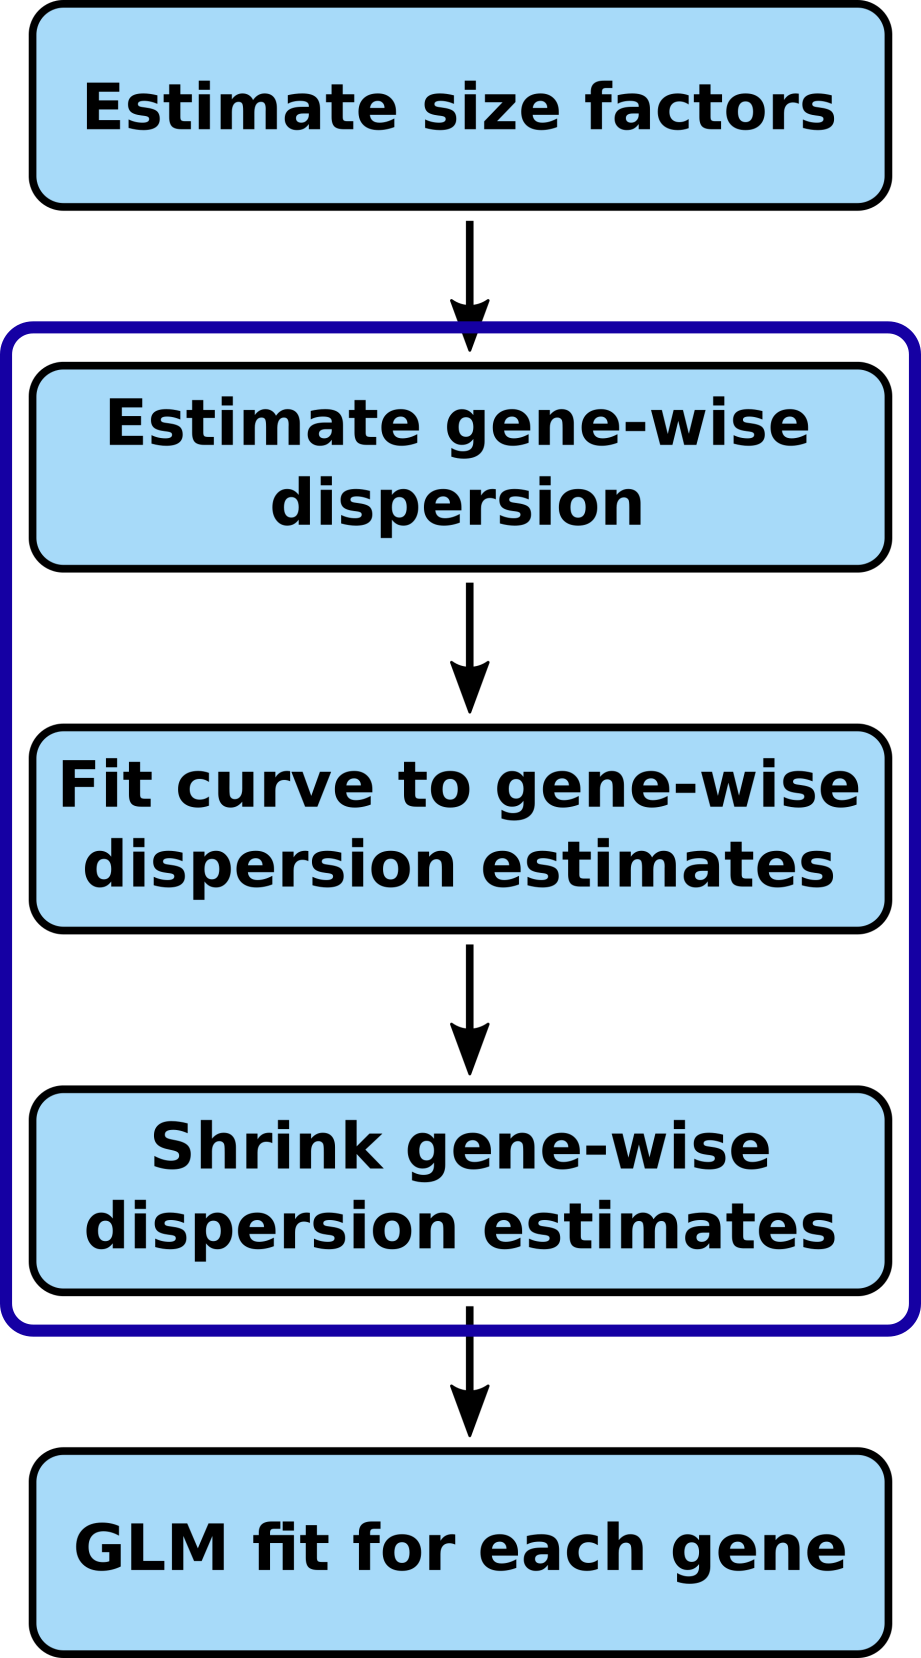 Estimate size factors
Estimate gene-wise
dispersion
Fit curve to gene-wise
dispersion estimates
Shrink gene-wise
dispersion estimates
GLM fit for each gene